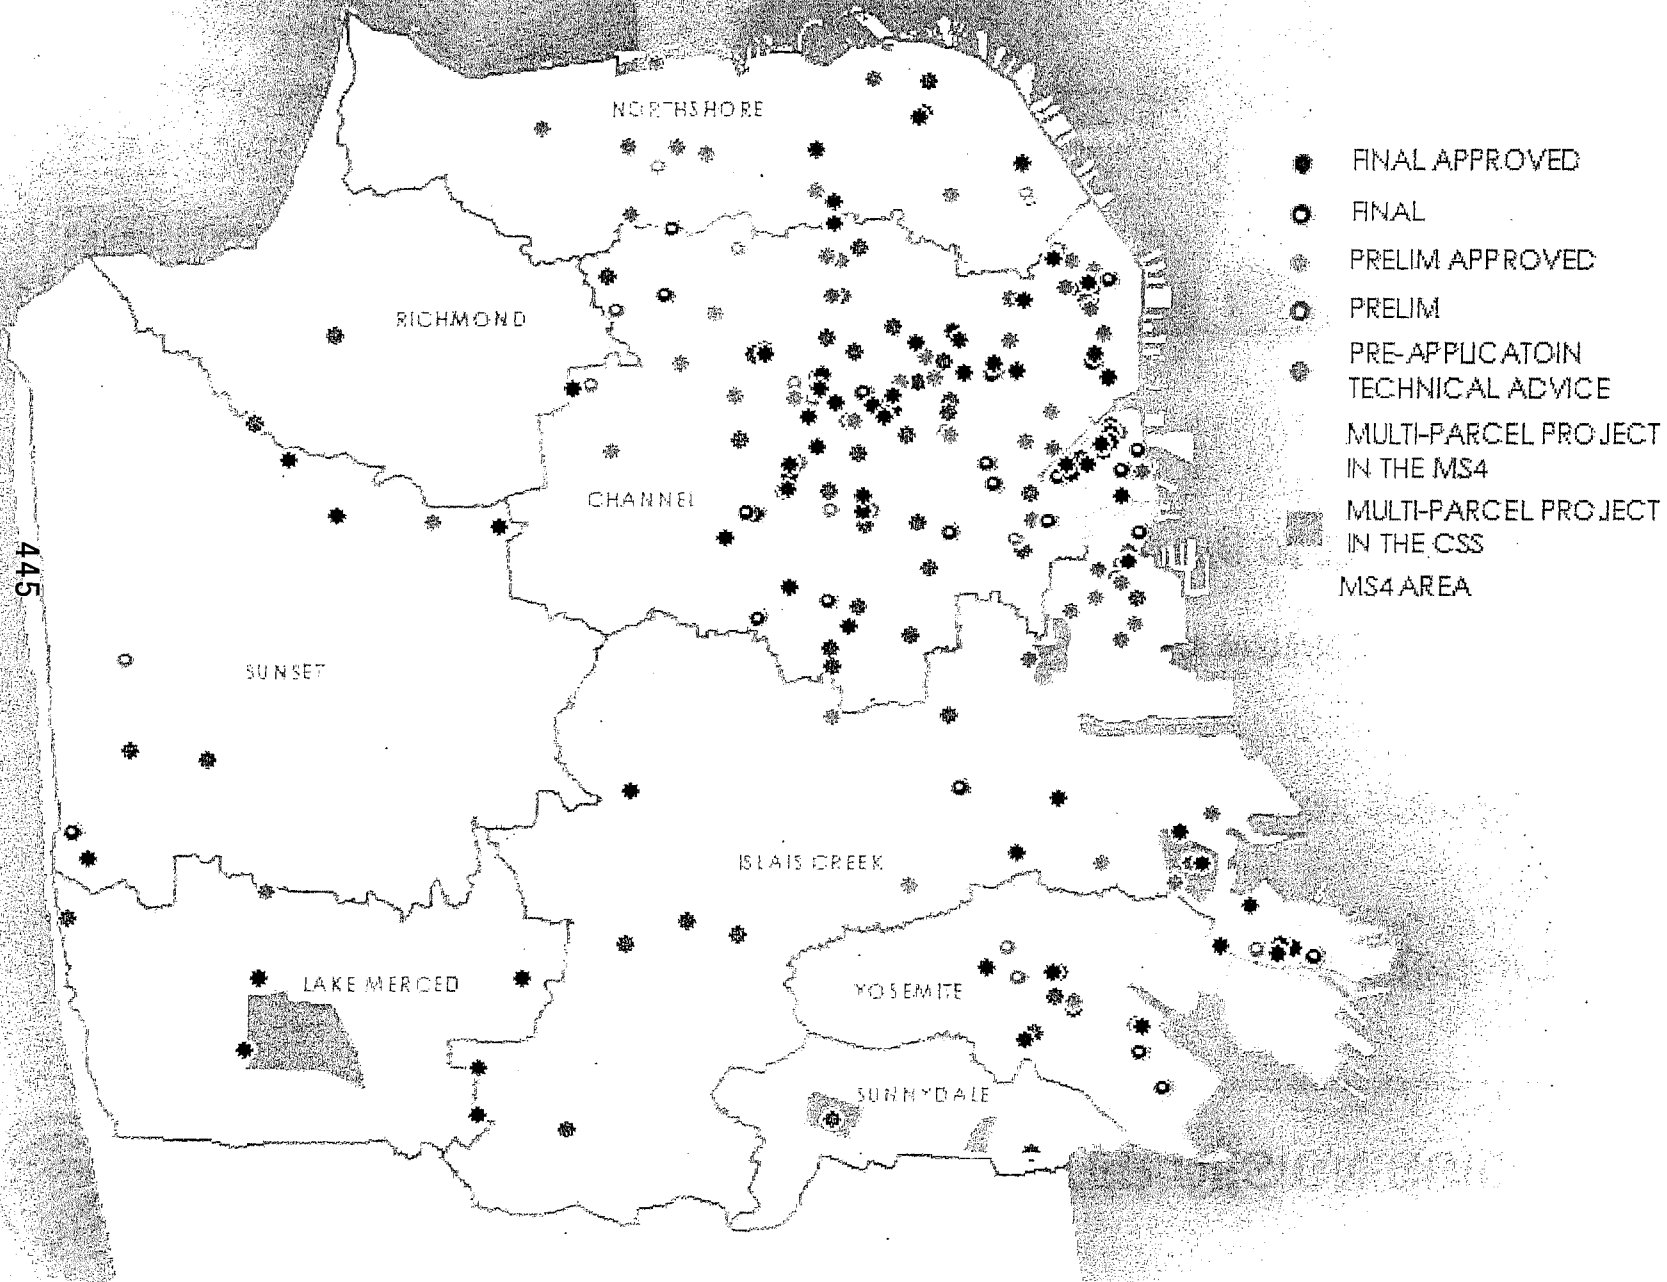 NORTHSHORE
FINAL APPROVED
FINAL
PRELIM APPROVED
RICHMOND
PRELIM
PRE-APPLICATOIN
TECHNICAL ADVICE
MULTI-PARCEL PROJECT
IN THE MS4
CHANNEL
MULTI-PARCEL PROJECT
IN THE CSS
445
MS4 AREA
SUNSET
ISLAIS CREEK
LAKE MERCED
YOSEMITE
SUNNYDALE